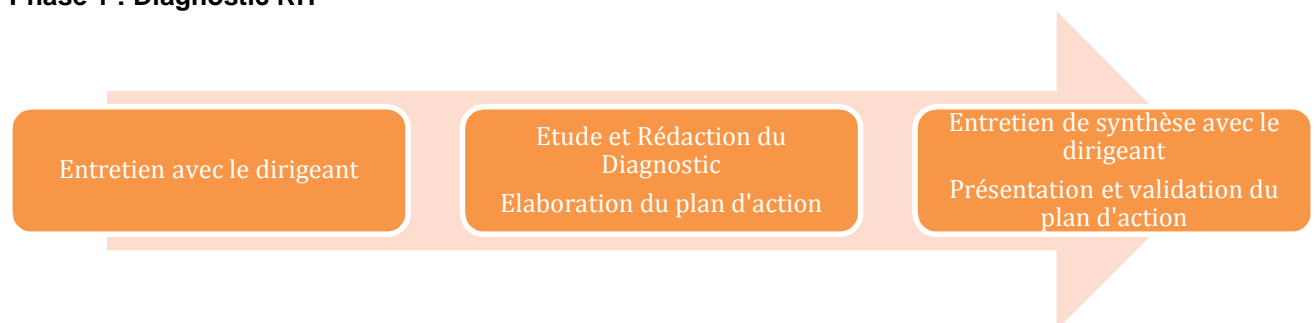 Phase 1 : Diagnostic RH
Entretien avec le dirigeant
Etude et Rédaction du
Diagnostic
Elaboration du plan d'action
Entretien de synthèse avec le
dirigeant
Présentation et validation du
plan d'action